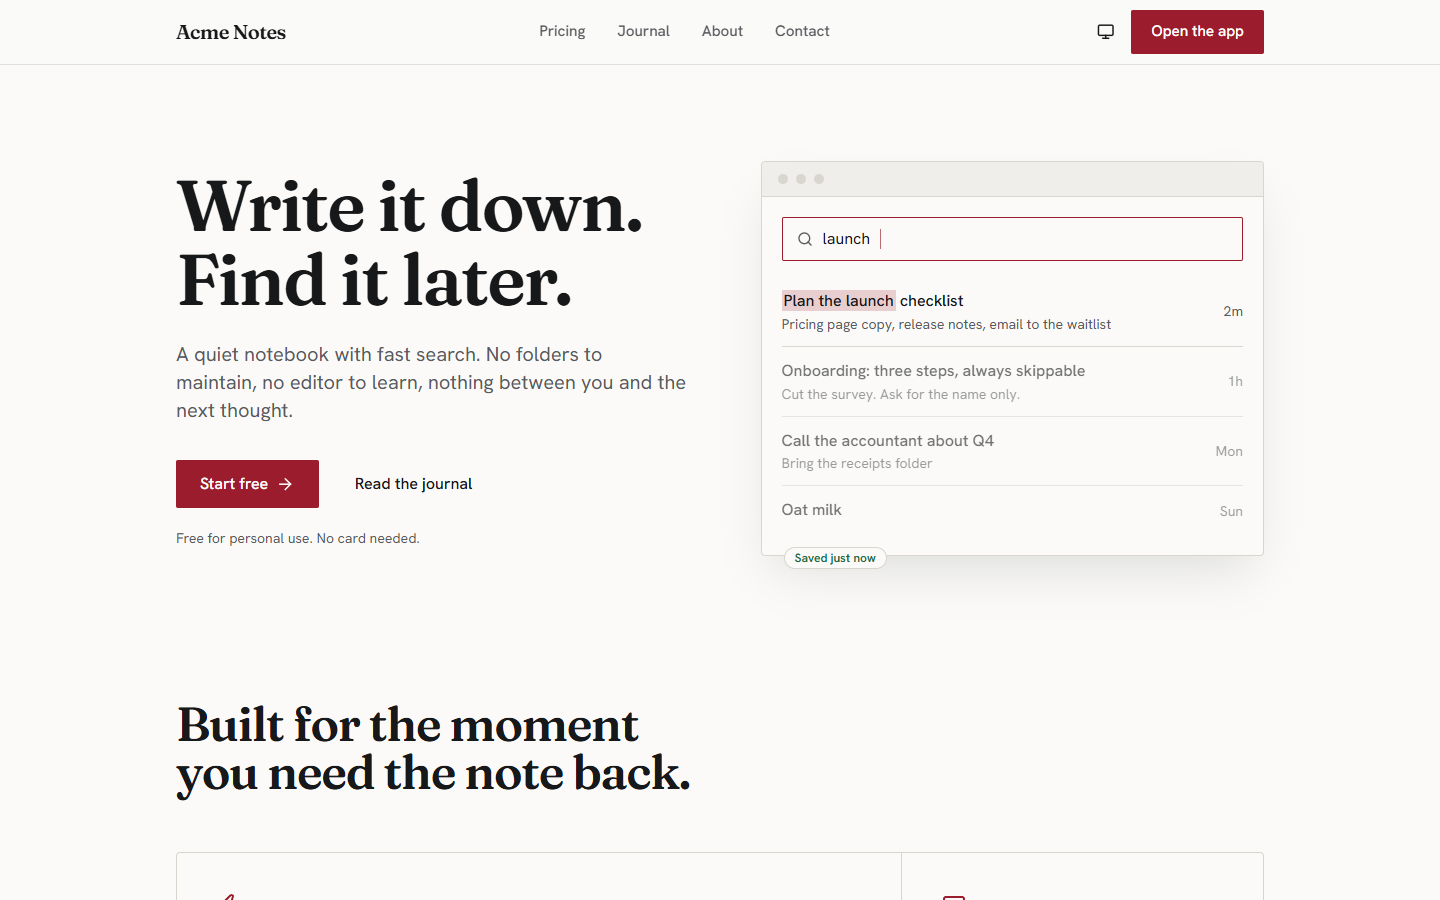 Acme Notes
Pricing
Journal
About
Contact
Open the app
Write it down.
Find it later.
A quiet notebook with fast search. No folders to
maintain, no editor to learn, nothing between you and the
next thought.
Start free
Read the journal
Free for personal use. No card needed.
launch
Plan the launch checklist
Pricing page copy, release notes, email to the waitlist
2m
Onboarding: three steps, always skippable
Cut the survey. Ask for the name only.
1h
Call the accountant about Q4
Bring the receipts folder
Mon
Oat milk
Sun
Saved just now
Built for the moment
you need the note back.